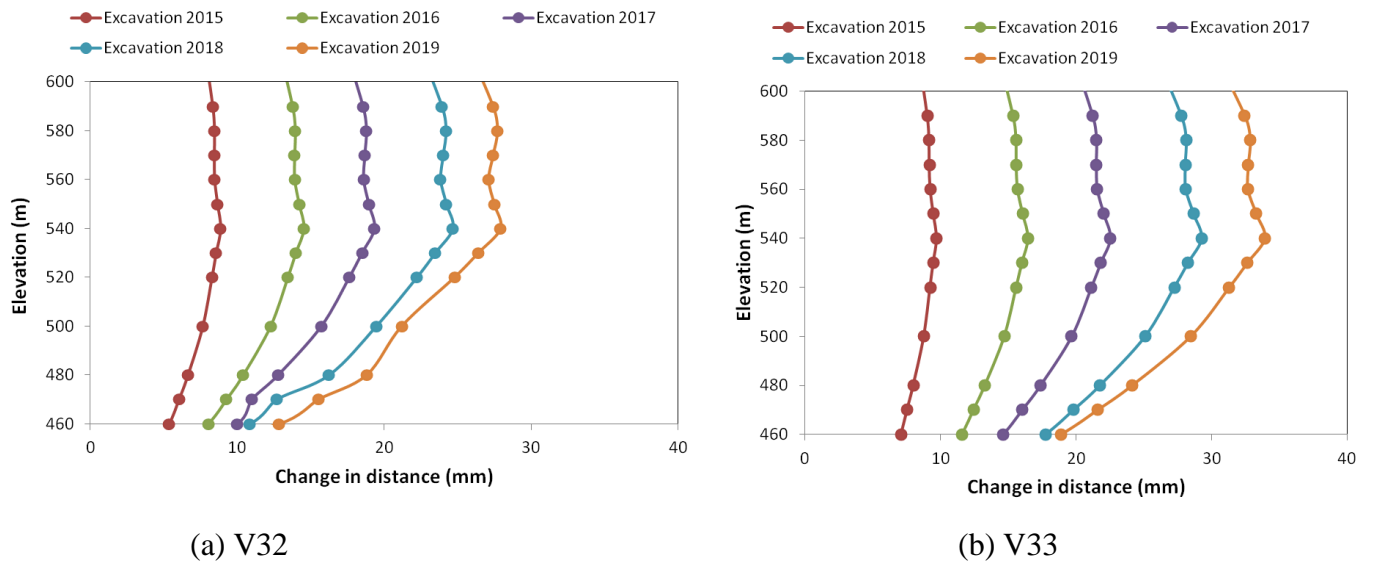 Excavation 2015 Excavation 2016 Excavation 2017
Excavation 2018 Excavation 2019
600
580
560
540
520
500
480
460
Elevation (m)
0 10 20 30 40
Change in distance (mm)
(a) V32
Excavation 2015 Excavation 2016 Excavation 2017
Excavation 2018 Excavation 2019
600
580
560
540
520
500
480
460
Elevation (m)
0 10 20 30 40
Change in distance (mm)
(b) V33